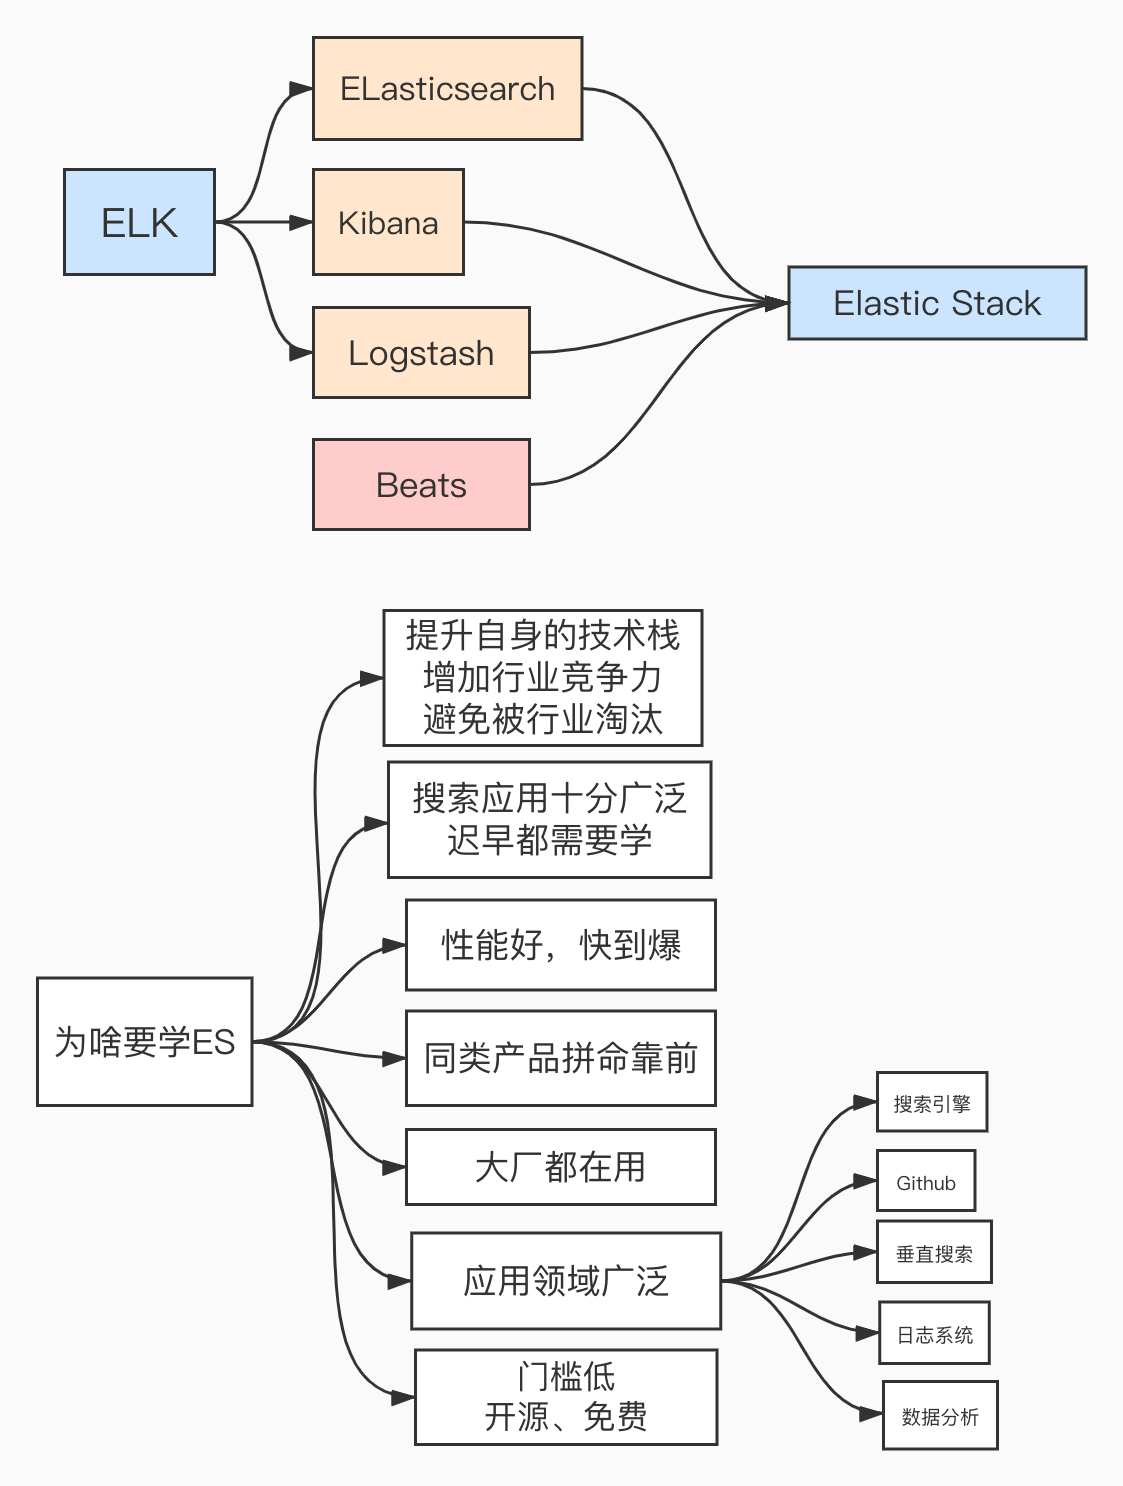 ELasticsearch
ELK
Kibana
Elastic Stack
Logstash
Beats
提升自身的技术栈
增加行业竞争力
避免被行业淘汰
搜索应用十分广泛
迟早都需要学
性能好，快到爆
为啥要学ES
同类产品拼命靠前
大厂都在用
应用领域广泛
门槛低
开源、免费
搜索引擎
Github
垂直搜索
日志系统
数据分析